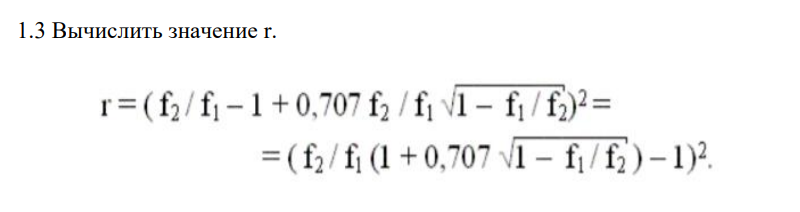 1.3 Вычислить значение r.
r = ( f₂ / f₁ – 1 + 0,707 f₂ / f₁ √1 – f₁ / f₂)² =
= ( f₂ / f₁ (1 + 0,707 √1 – f₁ / f₂ ) – 1)².